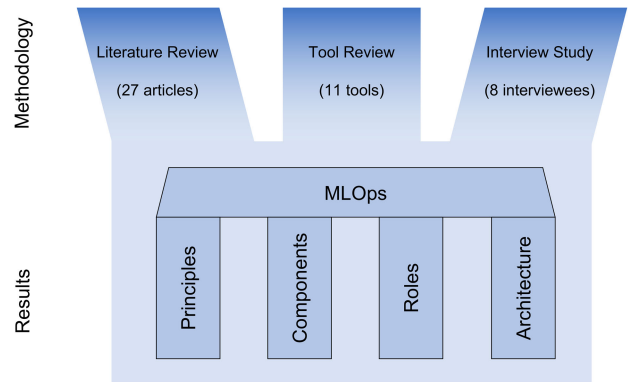 Methodology
Literature Review
(27 articles)
Tool Review
(11 tools)
Interview Study
(8 interviewees)
Results
MLOps
Principles
Components
Roles
Architecture